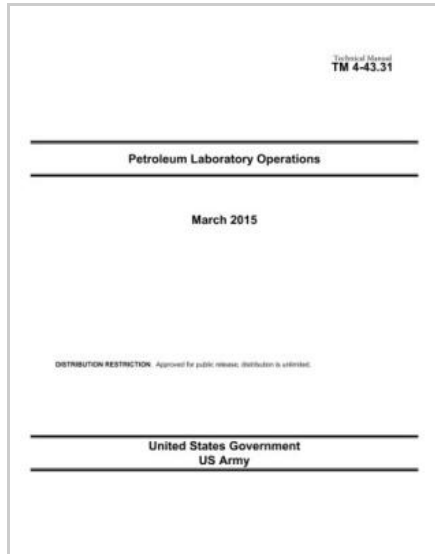 Technical Manual
TM 4-43.31
Petroleum Laboratory Operations
March 2015
DISTRIBUTION RESTRICTION: Approved for public release; distribution is unlimited.
United States Government
US Army